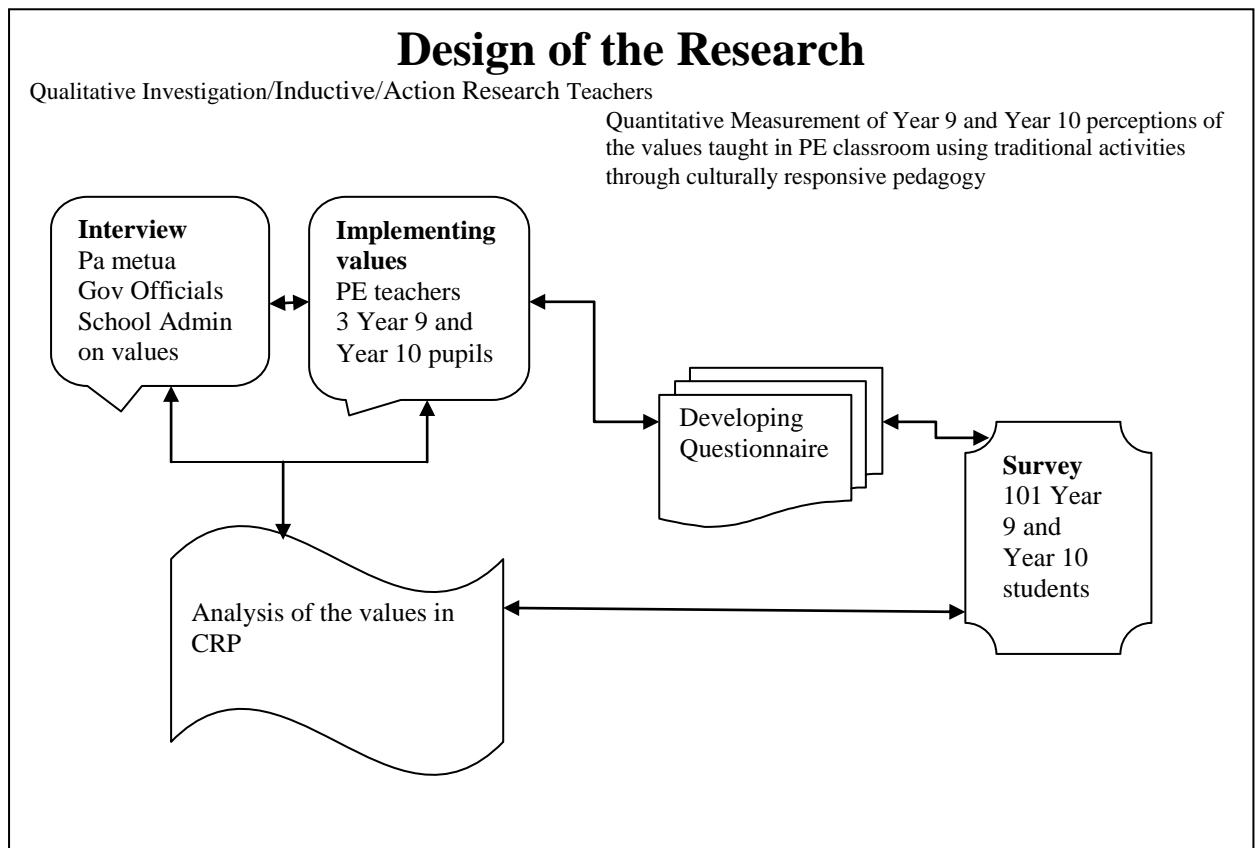 Design of the Research
Qualitative Investigation/Inductive/Action Research Teachers
Quantitative Measurement of Year 9 and Year 10 perceptions of
the values taught in PE classroom using traditional activities
through culturally responsive pedagogy
Interview
Pa metua
Gov Officials
School Admin
on values
Implementing
values
PE teachers
3 Year 9 and
Year 10 pupils
Developing
Questionnaire
Survey
101 Year
9 and
Year 10
students
Analysis of the values in
CRP